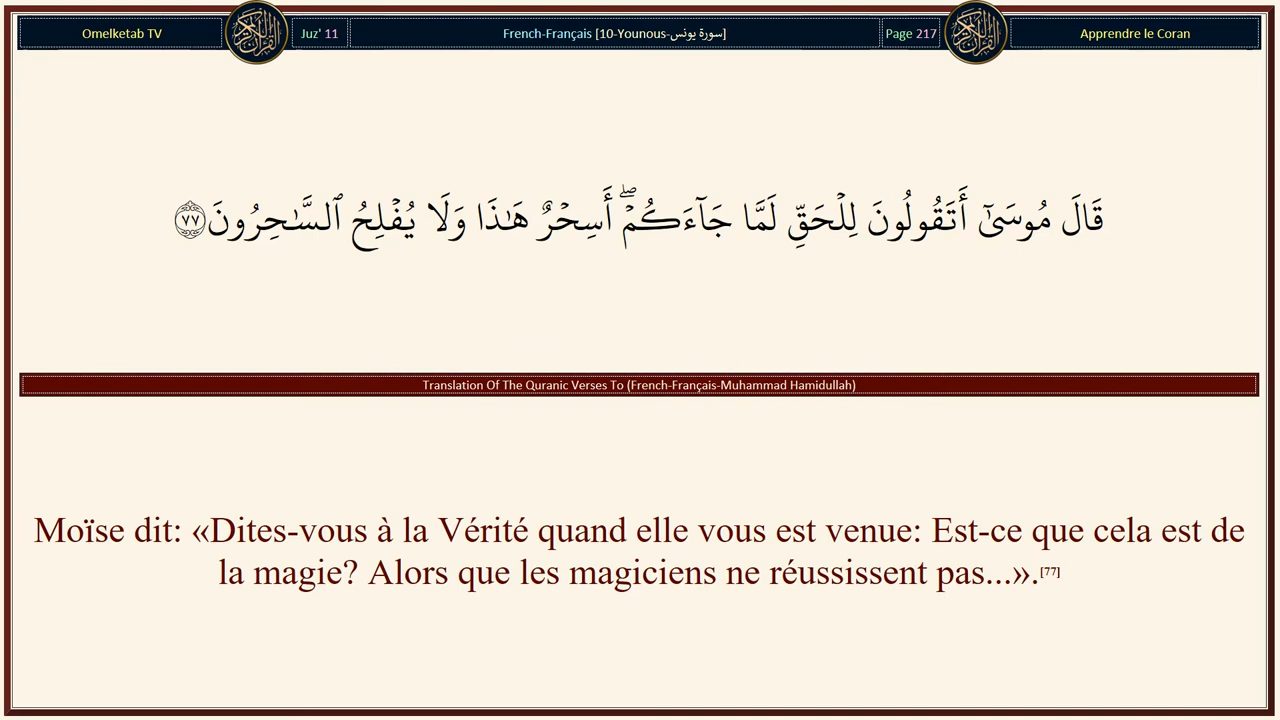 Omelketab TV
Juz' 11
French-Français [10-Younous-سورة يونس]
Page 217
Apprendre le Coran
قَالَ مُوسَىٰٓ أَتَقُولُونَ لِلْحَقِّ لَمَّا جَآءَكُمْ ۖ أَسِحْرٌ هَـٰذَا وَلَا يُفْلِحُ ٱلسَّـٰحِرُونَ ٧٧
Translation Of The Quranic Verses To (French-Français-Muhammad Hamidullah)
Moïse dit: «Dites-vous à la Vérité quand elle vous est venue: Est-ce que cela est de
la magie? Alors que les magiciens ne réussissent pas...».[77]